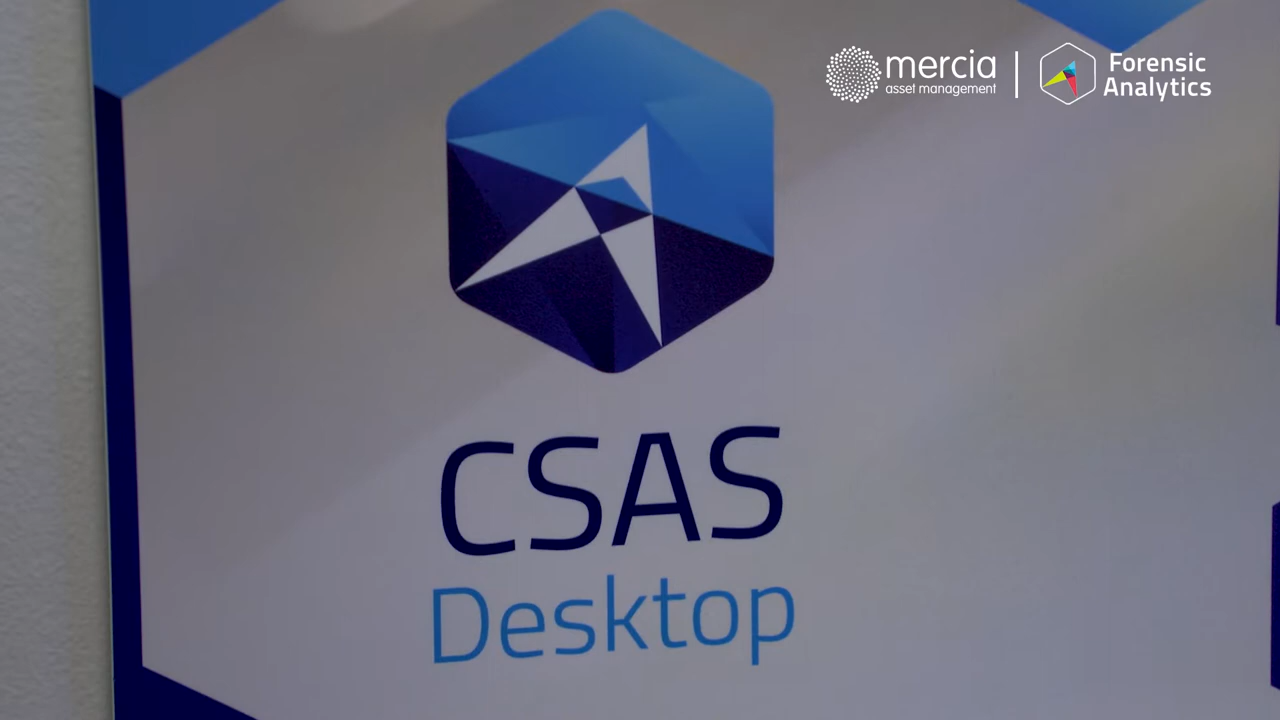 mercia
asset management
Forensic
Analytics
CSAS
Desktop